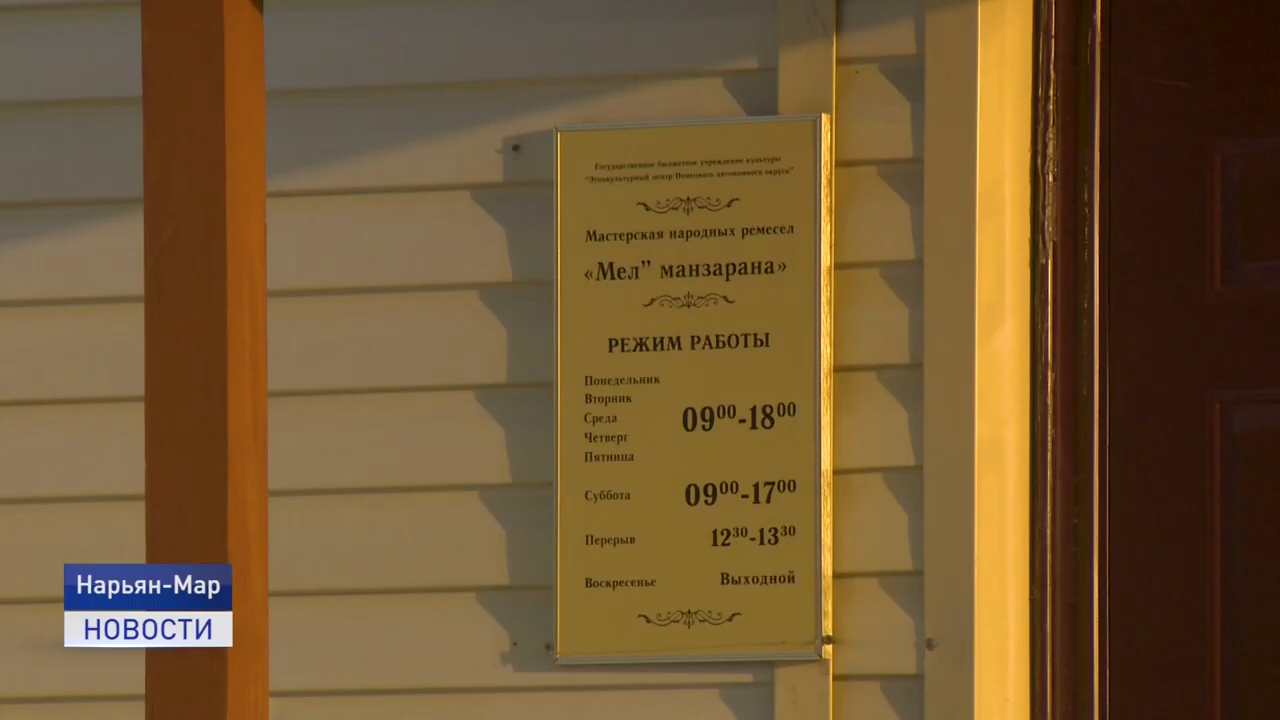 Государственное бюджетное учреждение культуры
"Этнокультурный центр Ненецкого автономного округа"
Мастерская народных ремесел
«Мел” манзарана»
РЕЖИМ РАБОТЫ
Понедельник
Вторник
Среда
Четверг
Пятница
09⁰⁰-18⁰⁰
Суббота 09⁰⁰-17⁰⁰
Перерыв 12³⁰-13³⁰
Воскресенье Выходной
Нарьян-Мар
НОВОСТИ